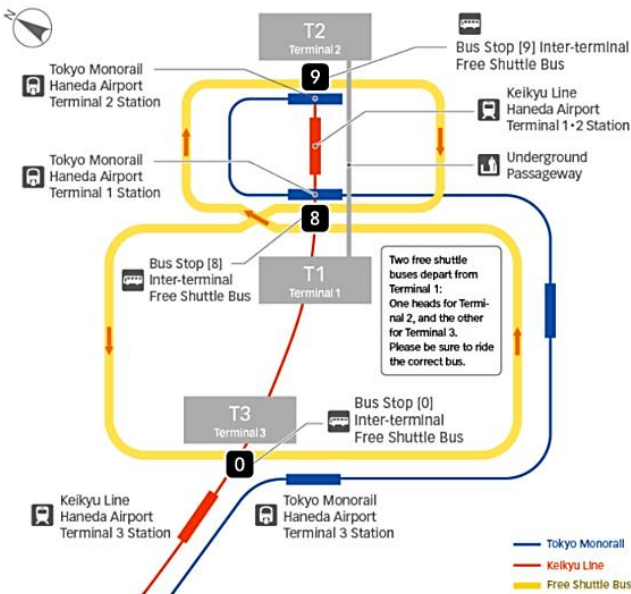 N
T2
Terminal 2
9
Bus Stop [9] Inter-terminal
Free Shuttle Bus
Tokyo Monorail
Haneda Airport
Terminal 2 Station
Keikyu Line
Haneda Airport
Terminal 1・2 Station
Tokyo Monorail
Haneda Airport
Terminal 1 Station
Underground
Passageway
8
Bus Stop [8]
Inter-terminal
Free Shuttle Bus
T1
Terminal 1
Two free shuttle
buses depart from
Terminal 1:
One heads for Termi-
nal 2, and the other
for Terminal 3.
Please be sure to ride
the correct bus.
T3
Terminal 3
Bus Stop [0]
Inter-terminal
Free Shuttle Bus
0
Keikyu Line
Haneda Airport
Terminal 3 Station
Tokyo Monorail
Haneda Airport
Terminal 3 Station
Tokyo Monorail
Keikyu Line
Free Shuttle Bus